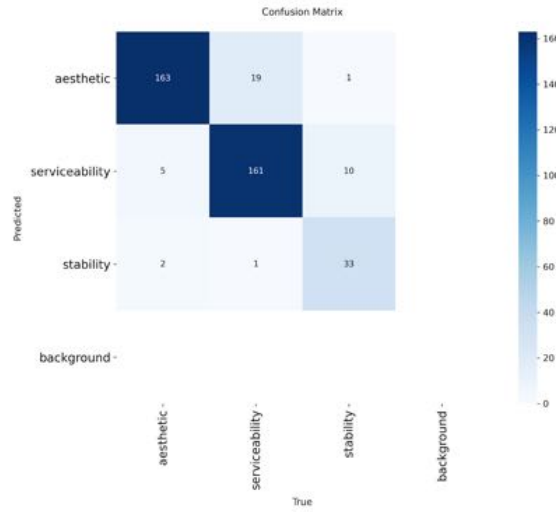 Confusion Matrix
aesthetic 163 19 1
serviceability 5 161 10
stability 2 1 33
background
Predicted
aesthetic serviceability stability background
True
160
140
120
100
80
60
40
20
0